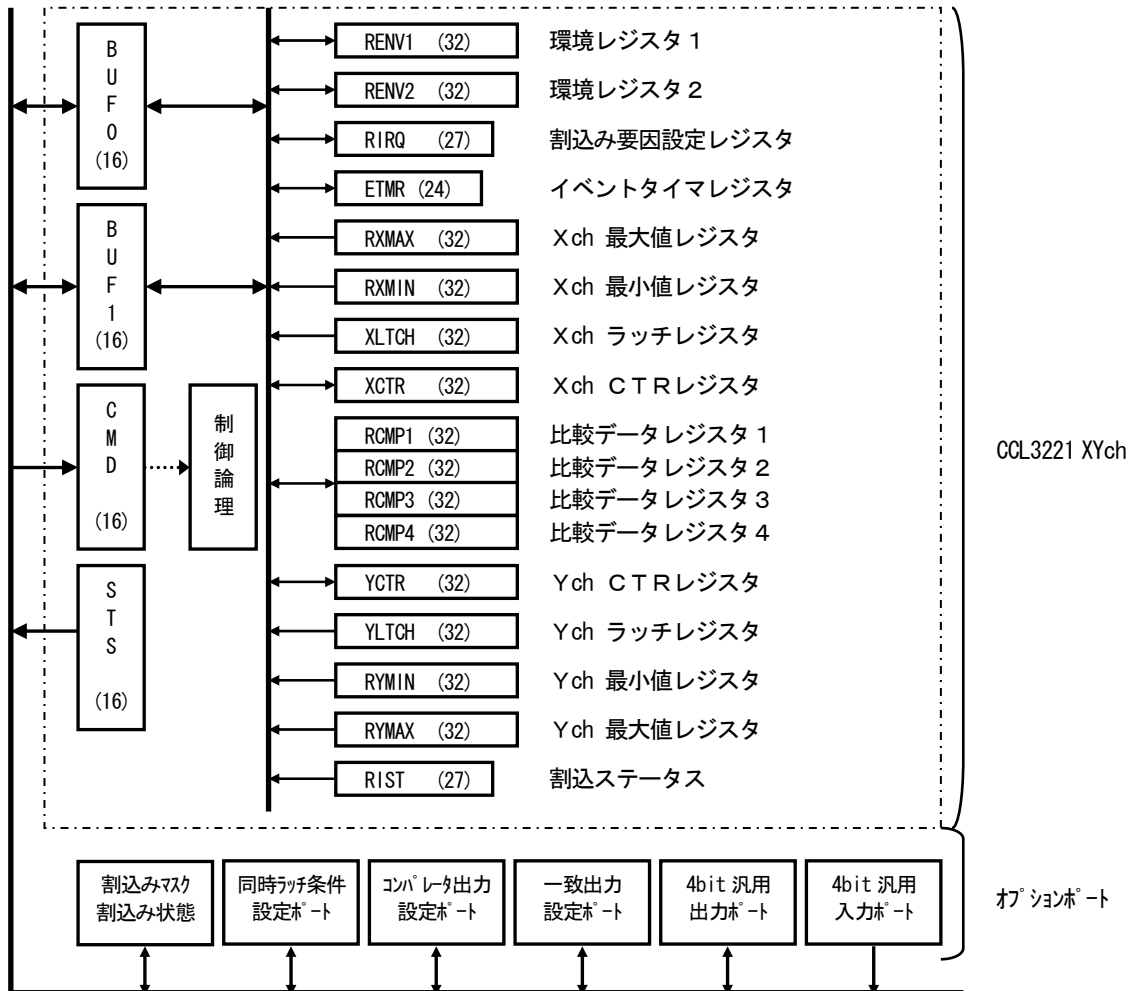 BUF0
(16)
BUF1
(16)
CMD
(16)
STS
(16)
制御論理
RENV1 (32) 環境レジスタ1
RENV2 (32) 環境レジスタ2
RIRQ (27) 割込み要因設定レジスタ
ETMR (24) イベントタイマレジスタ
RXMAX (32) Xch 最大値レジスタ
RXMIN (32) Xch 最小値レジスタ
XLTCH (32) Xch ラッチレジスタ
XCTR (32) Xch CTRレジスタ
RCMP1 (32) 比較データレジスタ1
RCMP2 (32) 比較データレジスタ2
RCMP3 (32) 比較データレジスタ3
RCMP4 (32) 比較データレジスタ4
YCTR (32) Ych CTRレジスタ
YLTCH (32) Ych ラッチレジスタ
RYMIN (32) Ych 最小値レジスタ
RYMAX (32) Ych 最大値レジスタ
RIST (27) 割込ステータス
CCL3221 XYch
割込みマスク
割込み状態
同時ラッチ条件
設定ポート
コンパレータ出力
設定ポート
一致出力
設定ポート
4bit 汎用
出力ポート
4bit 汎用
入力ポート
オプションポート